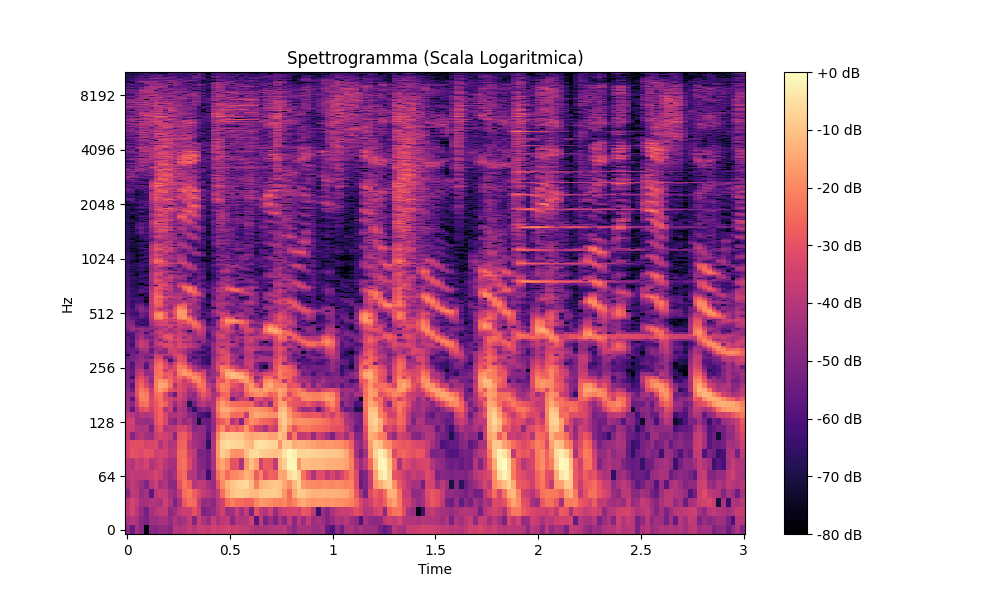 Spettrogramma (Scala Logaritmica)
Hz
8192
4096
2048
1024
512
256
128
64
0
0 0.5 1 1.5 2 2.5 3
Time
+0 dB
-10 dB
-20 dB
-30 dB
-40 dB
-50 dB
-60 dB
-70 dB
-80 dB